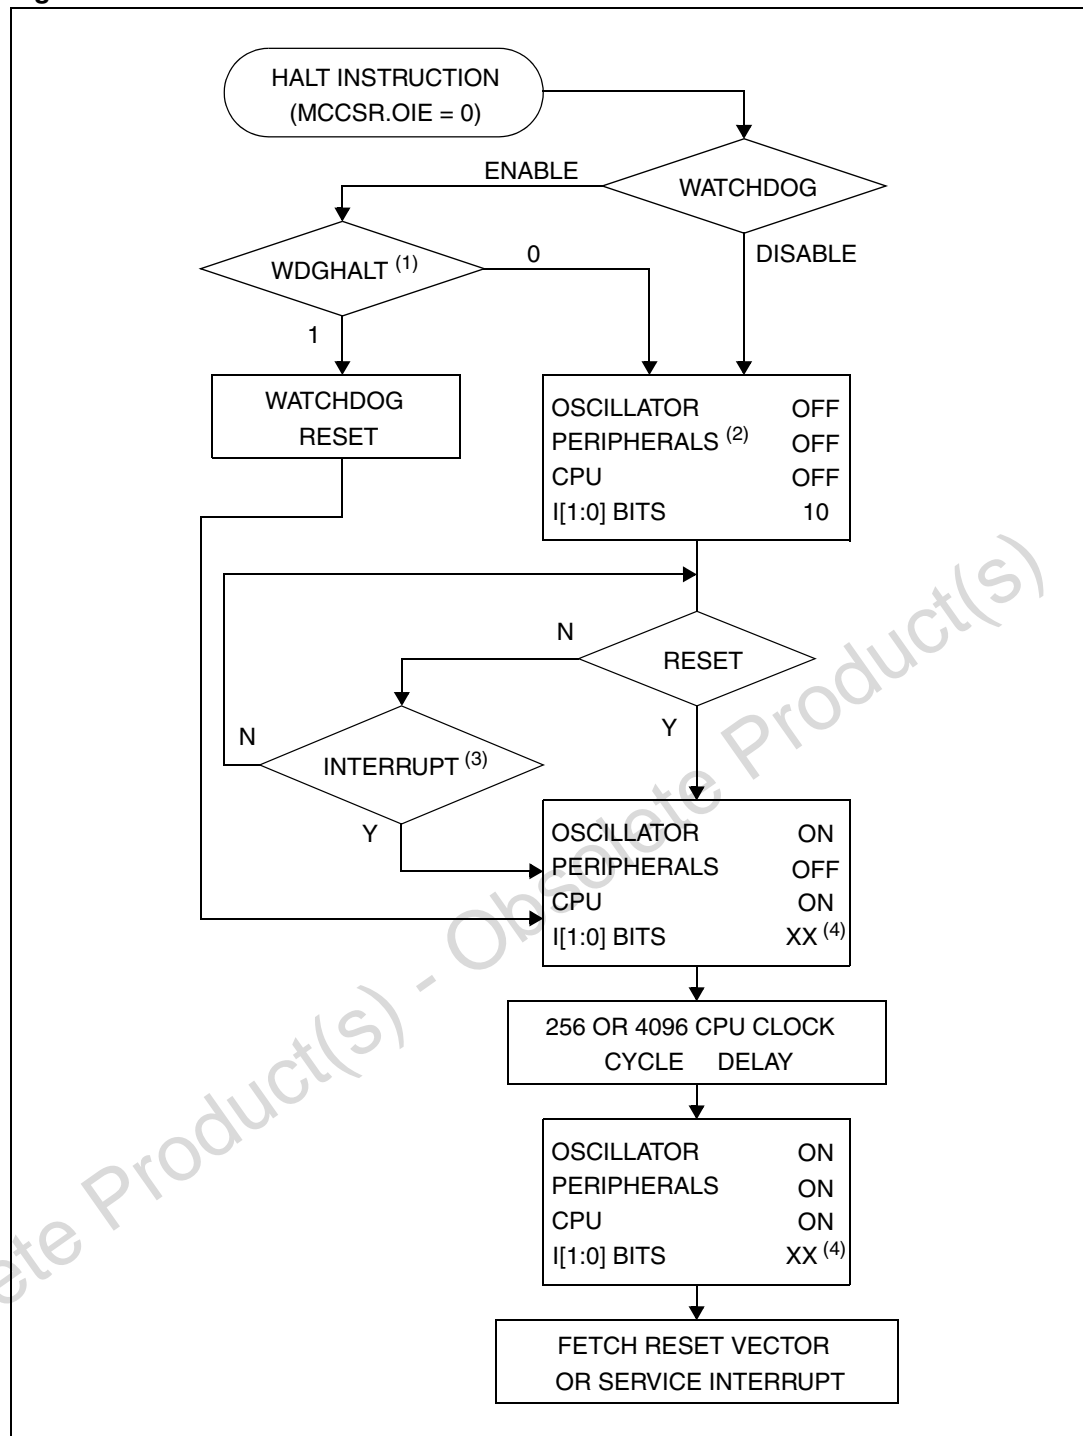 HALT INSTRUCTION
(MCCSR.OIE = 0)
ENABLE
WATCHDOG
DISABLE
WDGHALT (1)
0
1
WATCHDOG
RESET
OSCILLATOR OFF
PERIPHERALS (2) OFF
CPU OFF
I[1:0] BITS 10
N
RESET
Y
N
INTERRUPT (3)
Y
OSCILLATOR ON
PERIPHERALS OFF
CPU ON
I[1:0] BITS XX (4)
256 OR 4096 CPU CLOCK
CYCLE DELAY
OSCILLATOR ON
PERIPHERALS ON
CPU ON
I[1:0] BITS XX (4)
FETCH RESET VECTOR
OR SERVICE INTERRUPT
ete Product(s) - Obsolete Product(s)